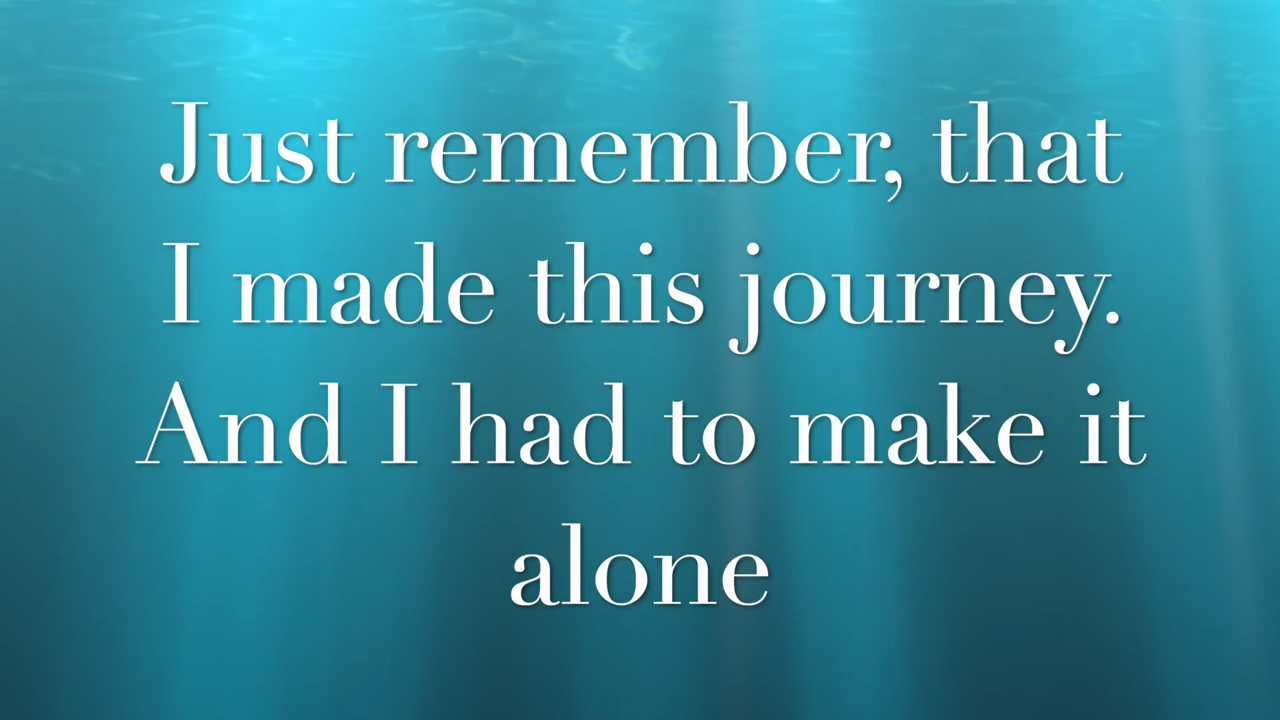 Just remember, that
I made this journey.
And I had to make it
alone